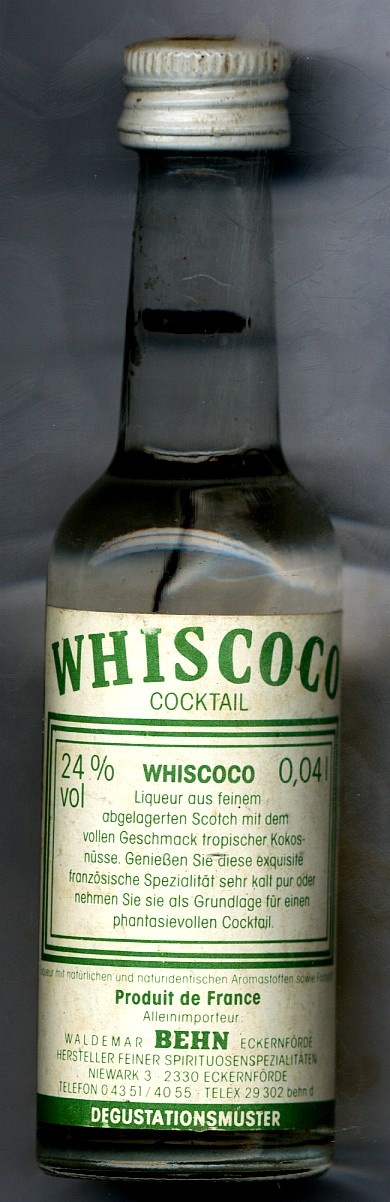 WHISCOCO
COCKTAIL
24% vol WHISCOCO 0,04 l
Liqueur aus feinem
abgelagerten Scotch mit dem
vollen Geschmack tropischer Kokos-
nüsse. Genießen Sie diese exquisite
französische Spezialität sehr kalt pur oder
nehmen Sie sie als Grundlage für einen
phantasievollen Cocktail.
mit natürlichen und naturidentischen Aromastoffen sowie
Produit de France
Alleinimporteur:
WALDEMAR BEHN ECKERNFÖRDE
HERSTELLER FEINER SPIRITUOSENSPEZIALITÄTEN
NIEWARK 3 · 2330 ECKERNFÖRDE
TELEFON 0 43 51 / 40 55 · TELEX 29 302 behn d
DEGUSTATIONSMUSTER